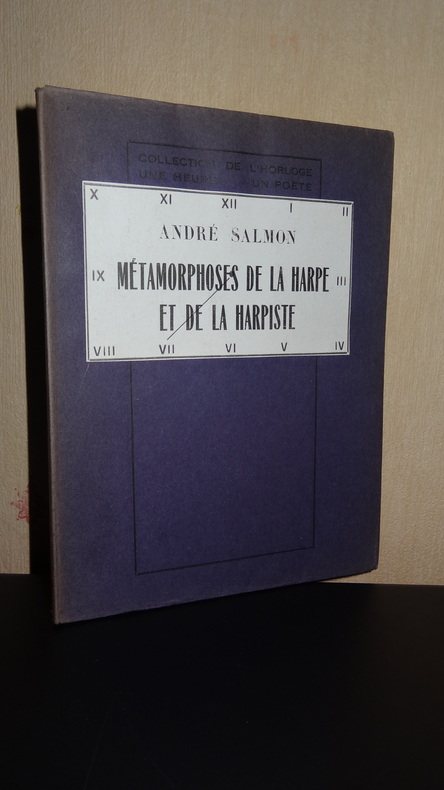 COLLECTION DE L'HORLOGE
UNE HEURE UN POÈTE
X XI XII I II
ANDRÉ SALMON
IX MÉTAMORPHOSES DE LA HARPE III
ET DE LA HARPISTE
VIII VII VI V IV